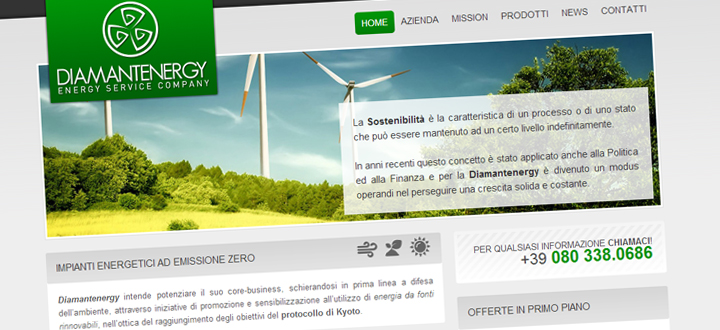 HOME AZIENDA MISSION PRODOTTI NEWS CONTATTI
DIAMANTENERGY
ENERGY SERVICE COMPANY
La Sostenibilità è la caratteristica di un processo o di uno stato
che può essere mantenuto ad un certo livello indefinitamente.
In anni recenti questo concetto è stato applicato anche alla Politica
ed alla Finanza e per la Diamantenergy è divenuto un modus
operandi nel perseguire una crescita solida e costante.
IMPIANTI ENERGETICI AD EMISSIONE ZERO
Diamantenergy intende potenziare il suo core-business, schierandosi in prima linea a difesa
dell'ambiente, attraverso iniziative di promozione e sensibilizzazione all'utilizzo di energia da fonti
rinnovabili, nell'ottica del raggiungimento degli obiettivi del protocollo di Kyoto.
PER QUALSIASI INFORMAZIONE CHIAMACI!
+39 080 338.0686
OFFERTE IN PRIMO PIANO